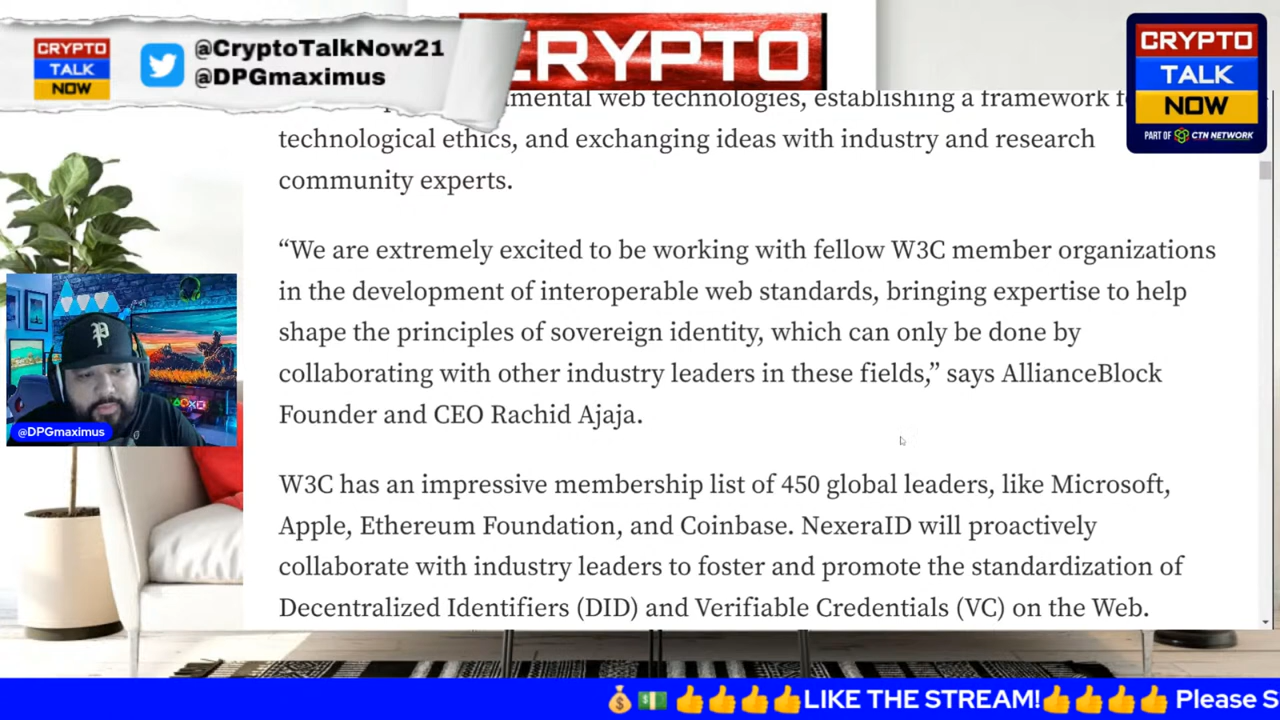 CRYPTO
TALK
NOW
@CryptoTalkNow21
@DPGmaximus
CRYPTO
CRYPTO
TALK
NOW
PART OF CTN NETWORK
web technologies, establishing a framework
technological ethics, and exchanging ideas with industry and research
community experts.
“We are extremely excited to be working with fellow W3C member organizations
in the development of interoperable web standards, bringing expertise to help
shape the principles of sovereign identity, which can only be done by
collaborating with other industry leaders in these fields,” says AllianceBlock
Founder and CEO Rachid Ajaja.
W3C has an impressive membership list of 450 global leaders, like Microsoft,
Apple, Ethereum Foundation, and Coinbase. NexeraID will proactively
collaborate with industry leaders to foster and promote the standardization of
Decentralized Identifiers (DID) and Verifiable Credentials (VC) on the Web.
P
@DPGmaximus
💰 💵 👍👍👍👍LIKE THE STREAM!👍👍👍👍 Please S